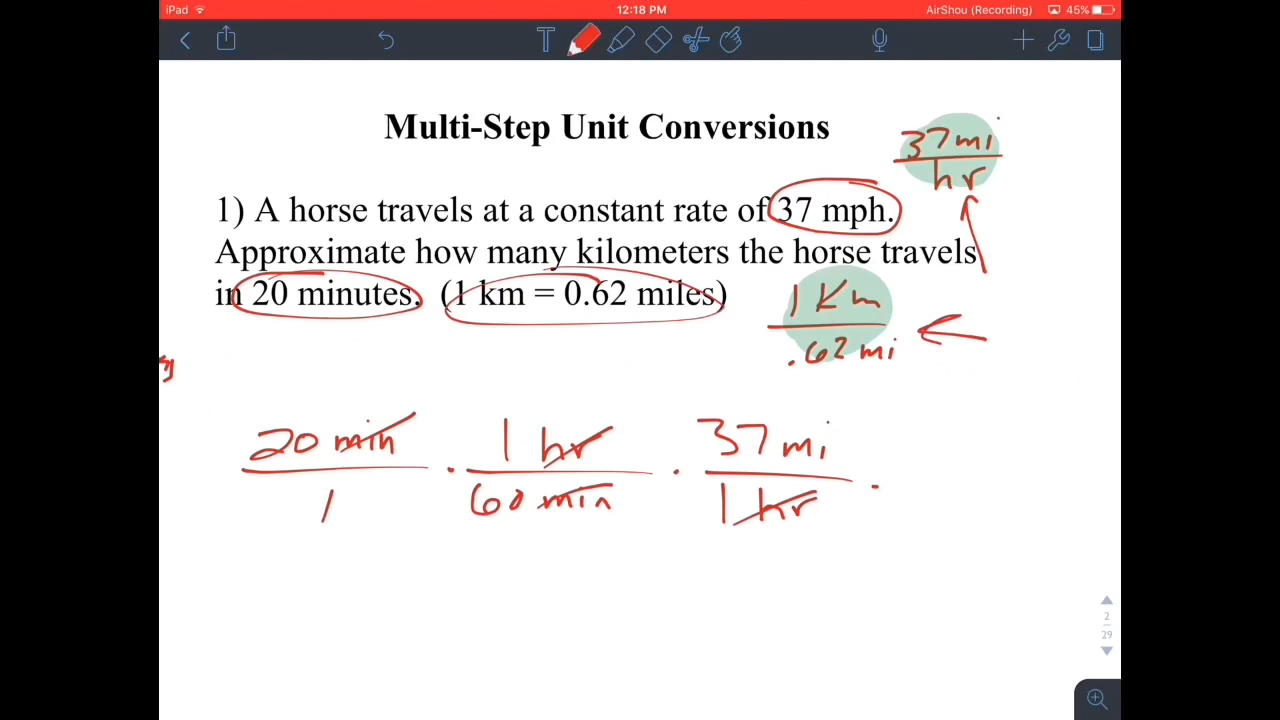 iPad 12:18 PM AirShou (Recording) 45%
T
Multi-Step Unit Conversions
37 mi
hr
1) A horse travels at a constant rate of 37 mph.
Approximate how many kilometers the horse travels
in 20 minutes. (1 km = 0.62 miles)
1 Km
.62 mi
20 min · 1 hr · 37 mi ·
1 60 min 1 hr
2
29